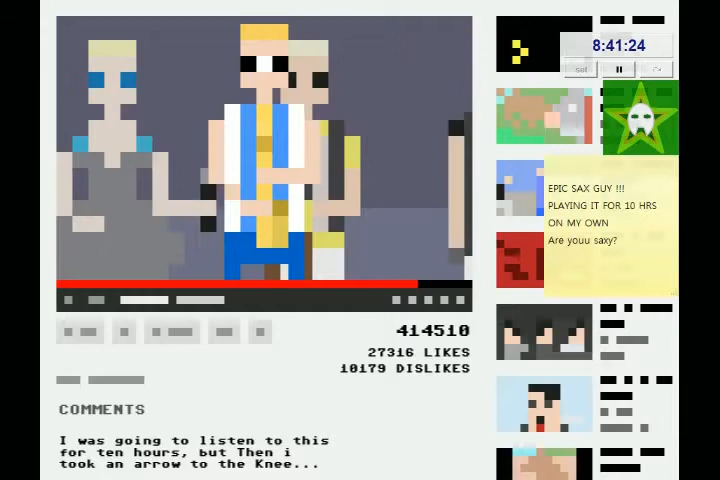 8:41:24
set
EPIC SAX GUY !!!
PLAYING IT FOR 10 HRS
ON MY OWN
Are youu saxy?
414510
27316 LIKES
10179 DISLIKES
COMMENTS
I was going to listen to this
for ten hours, but Then i
took an arrow to the Knee...